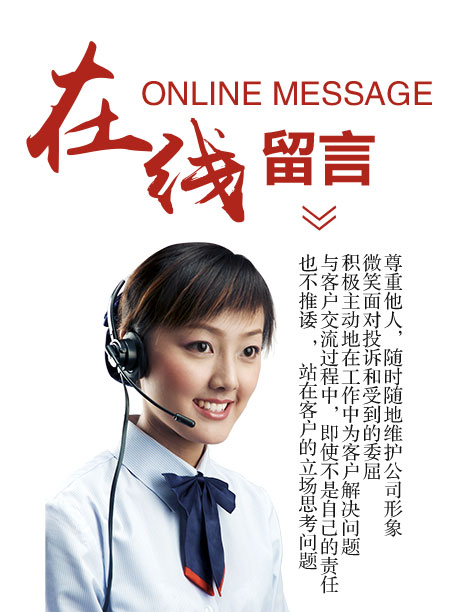 在线留言
ONLINE MESSAGE
尊重他人，随时随地维护公司形象
微笑面对投诉和受到的委屈
积极主动地在工作中为客户解决问题
与客户交流过程中，即使不是自己的责任
也不推诿，站在客户的立场思考问题